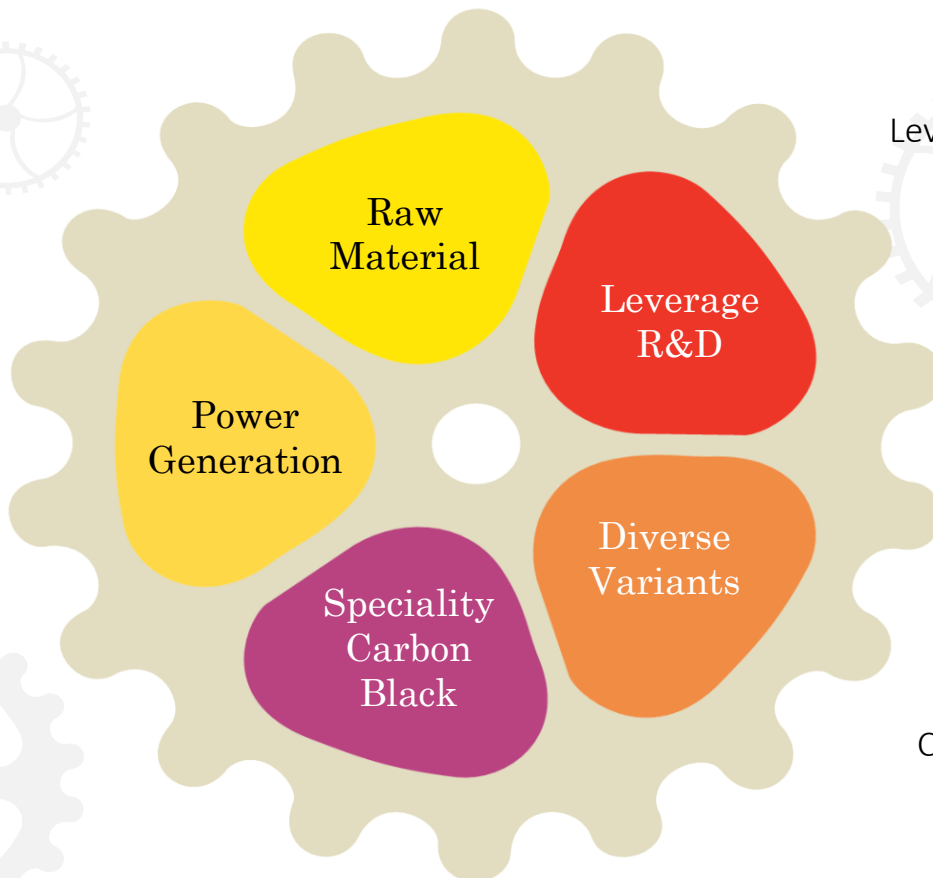 Raw
Material
Leverage
R&D
Power
Generation
Diverse
Variants
Speciality
Carbon
Black